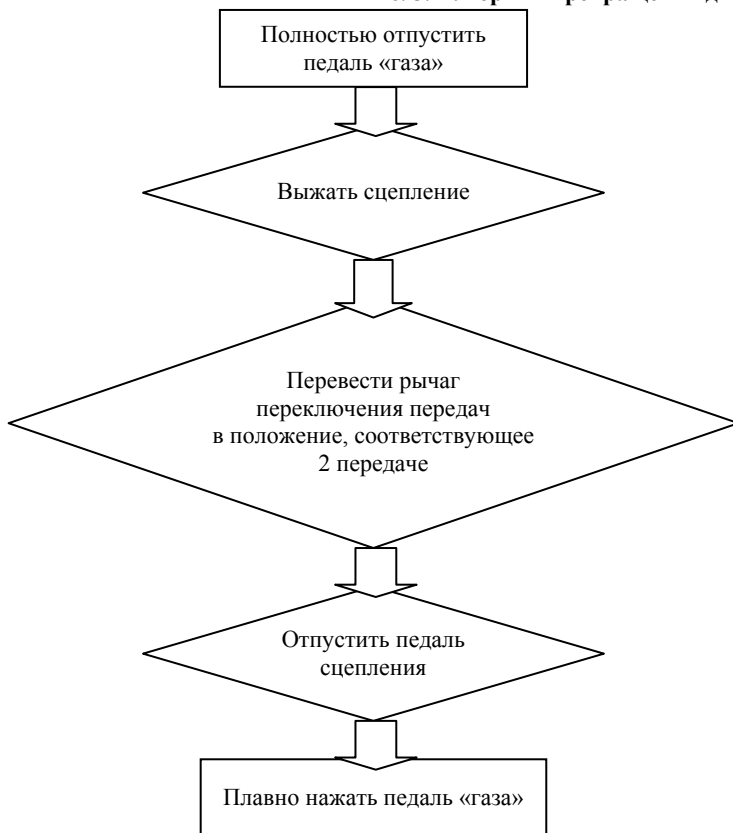 Полностью отпустить
педаль «газа»
Выжать сцепление
Перевести рычаг
переключения передач
в положение, соответствующее
2 передаче
Отпустить педаль
сцепления
Плавно нажать педаль «газа»